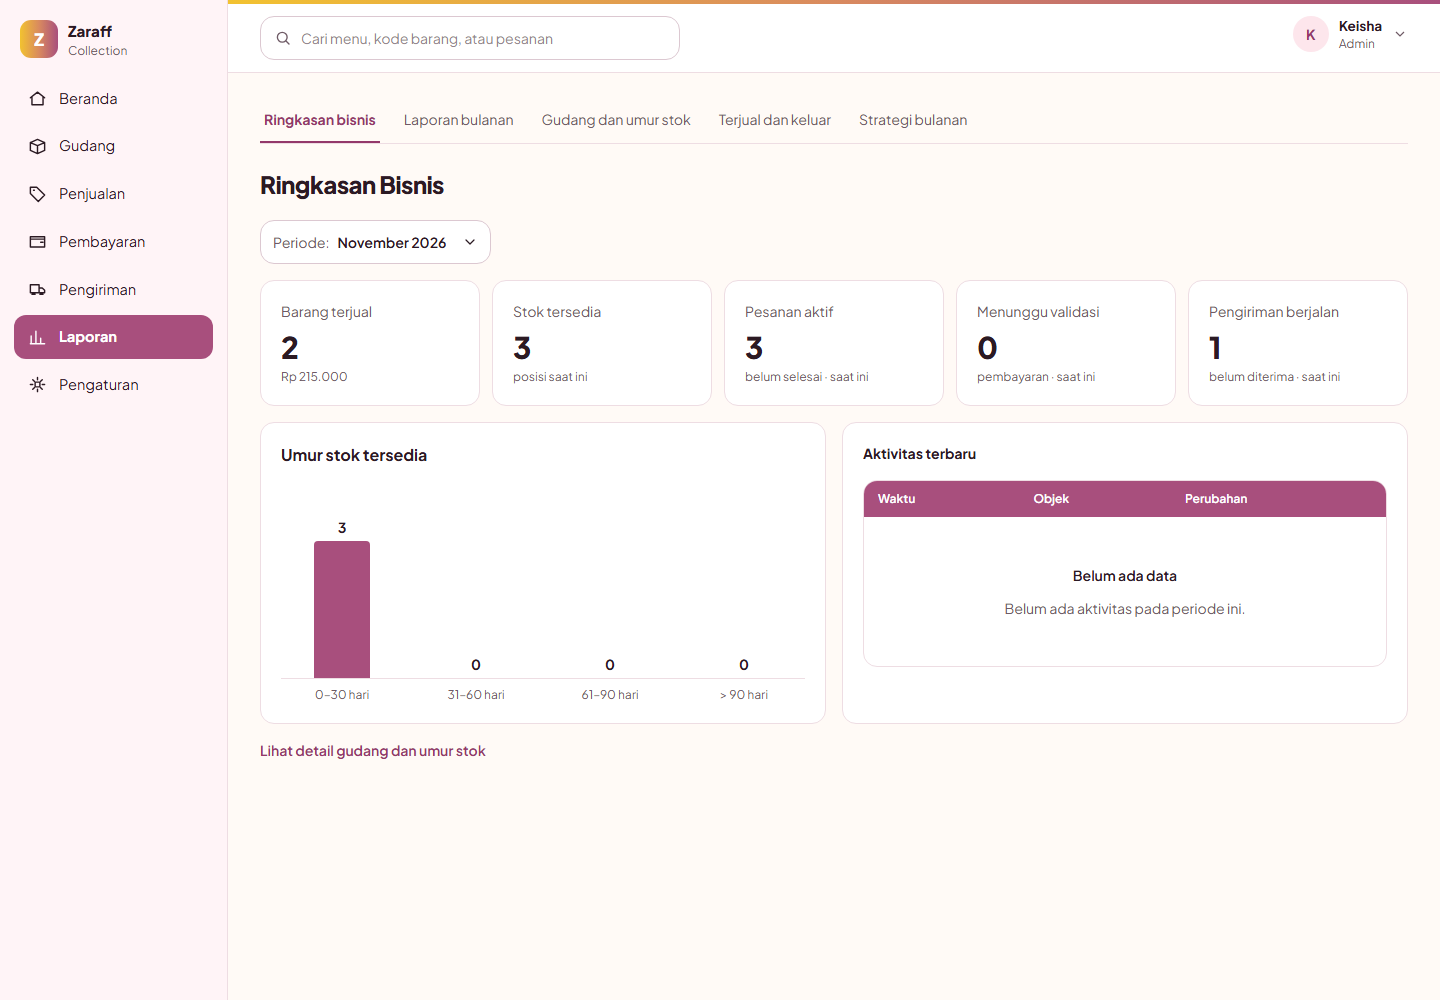 Z
Zaraff
Collection
Beranda
Gudang
Penjualan
Pembayaran
Pengiriman
Laporan
Pengaturan
Cari menu, kode barang, atau pesanan
K
Keisha
Admin
Ringkasan bisnis
Laporan bulanan
Gudang dan umur stok
Terjual dan keluar
Strategi bulanan
Ringkasan Bisnis
Periode: November 2026
Barang terjual
2
Rp 215.000
Stok tersedia
3
posisi saat ini
Pesanan aktif
3
belum selesai · saat ini
Menunggu validasi
0
pembayaran · saat ini
Pengiriman berjalan
1
belum diterima · saat ini
Umur stok tersedia
3
0
0
0
0–30 hari
31–60 hari
61–90 hari
> 90 hari
Aktivitas terbaru
Waktu
Objek
Perubahan
Belum ada data
Belum ada aktivitas pada periode ini.
Lihat detail gudang dan umur stok